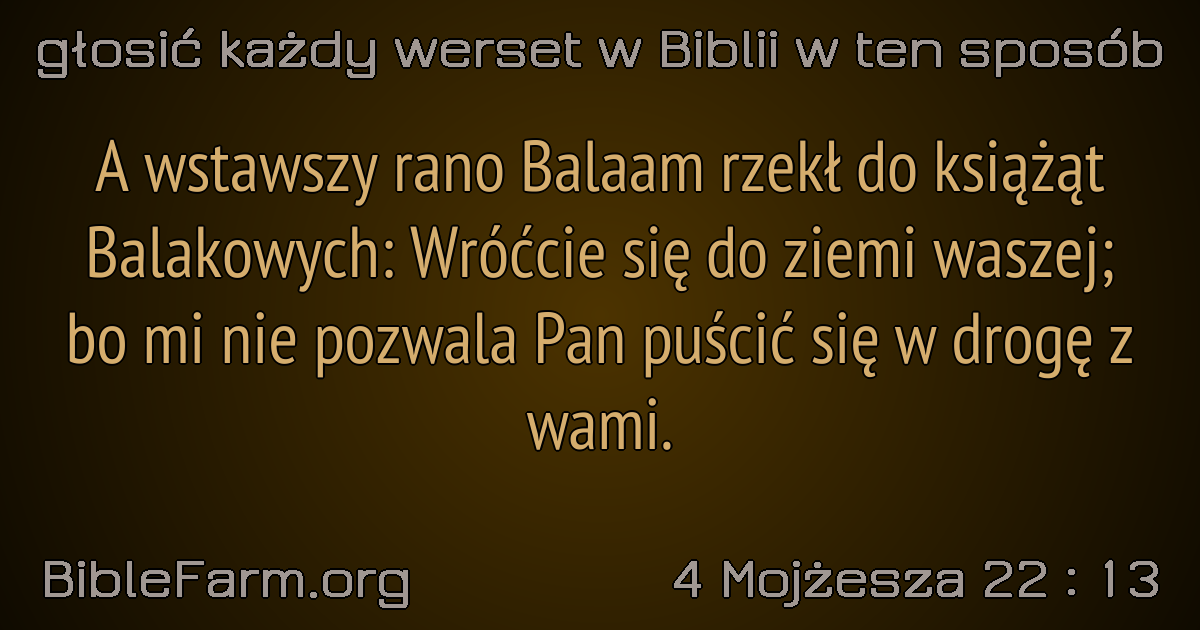 głosić każdy werset w Biblii w ten sposób
A wstawszy rano Balaam rzekł do książąt
Balakowych: Wróćcie się do ziemi waszej;
bo mi nie pozwala Pan puścić się w drogę z
wami.
BibleFarm.org
4 Mojżesza 22 : 13